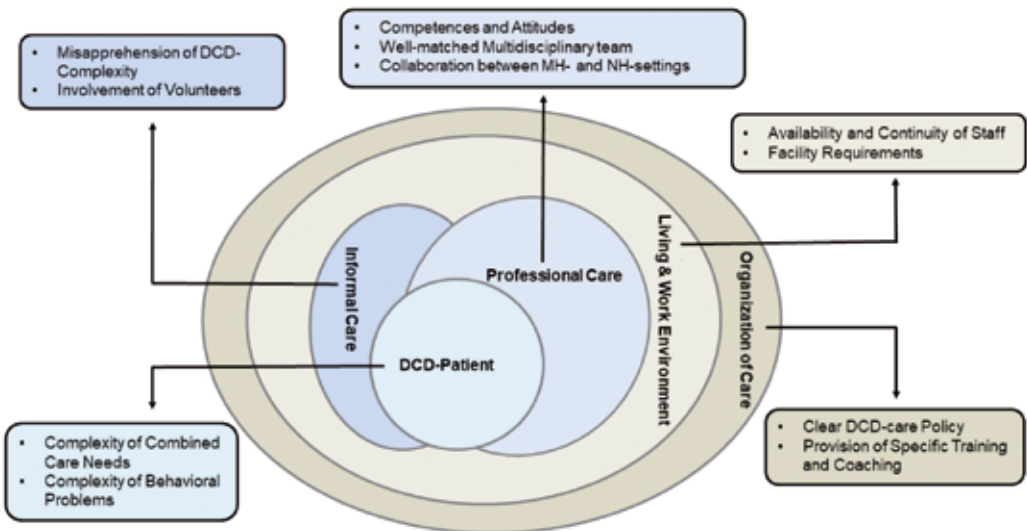 • Misapprehension of DCD-
Complexity
• Involvement of Volunteers
• Competences and Attitudes
• Well-matched Multidisciplinary team
• Collaboration between MH- and NH-settings
• Availability and Continuity of Staff
• Facility Requirements
Informal Care
Professional Care
Living & Work Environment
Organization of Care
DCD-Patient
• Complexity of Combined
Care Needs
• Complexity of Behavioral
Problems
• Clear DCD-care Policy
• Provision of Specific Training
and Coaching